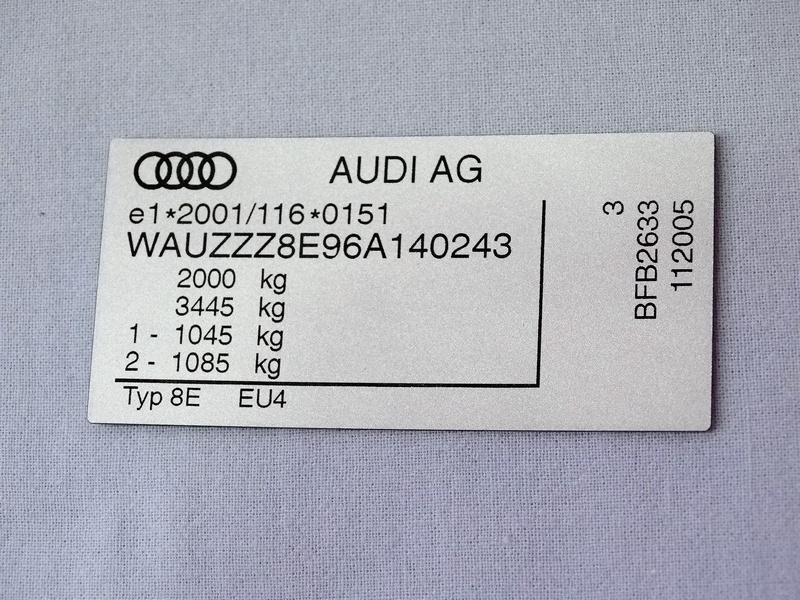 AUDI AG
e1*2001/116*0151
WAUZZZ8E96A140243
2000 kg
3445 kg
1 - 1045 kg
2 - 1085 kg
Typ 8E EU4
3
BFB2633
112005